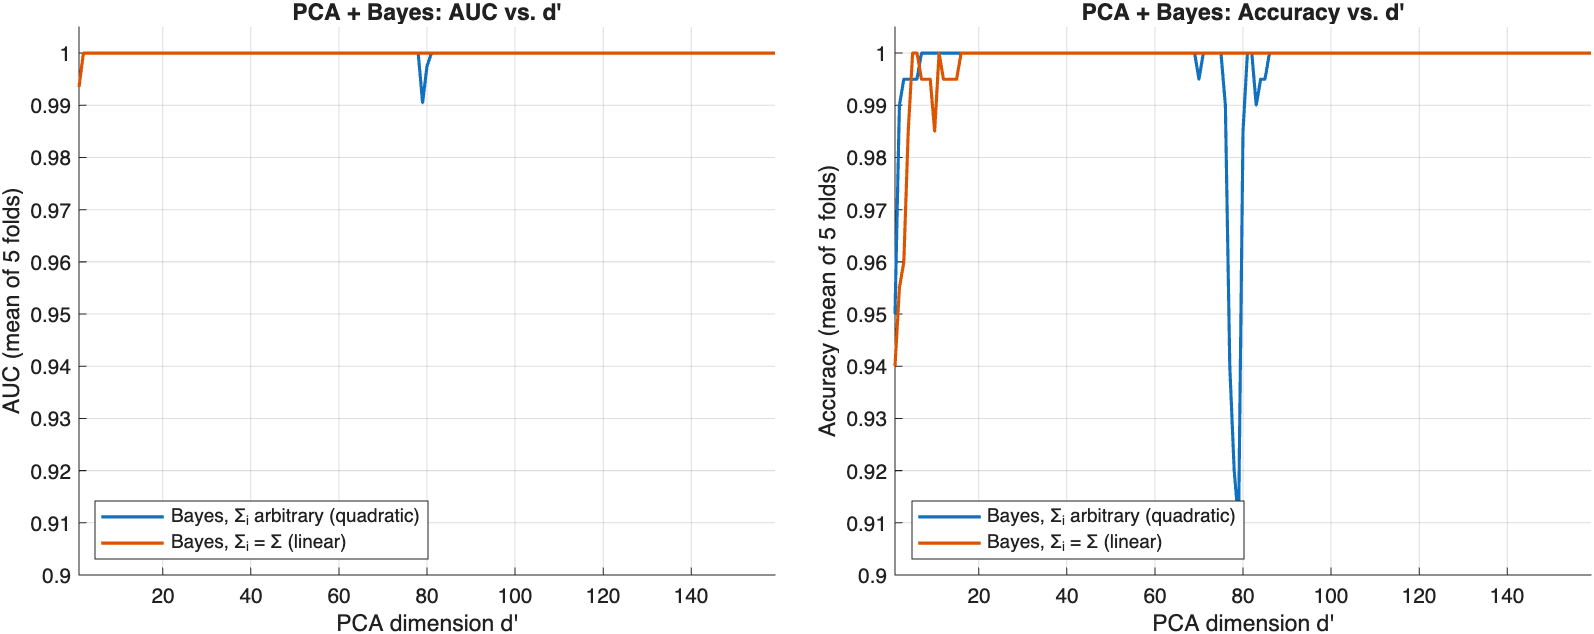 PCA + Bayes: AUC vs. d'
AUC (mean of 5 folds)
1
0.99
0.98
0.97
0.96
0.95
0.94
0.93
0.92
0.91
0.9
Bayes, Σᵢ arbitrary (quadratic)
Bayes, Σᵢ = Σ (linear)
20 40 60 80 100 120 140
PCA dimension d'
PCA + Bayes: Accuracy vs. d'
Accuracy (mean of 5 folds)
1
0.99
0.98
0.97
0.96
0.95
0.94
0.93
0.92
0.91
0.9
Bayes, Σᵢ arbitrary (quadratic)
Bayes, Σᵢ = Σ (linear)
20 40 60 80 100 120 140
PCA dimension d'